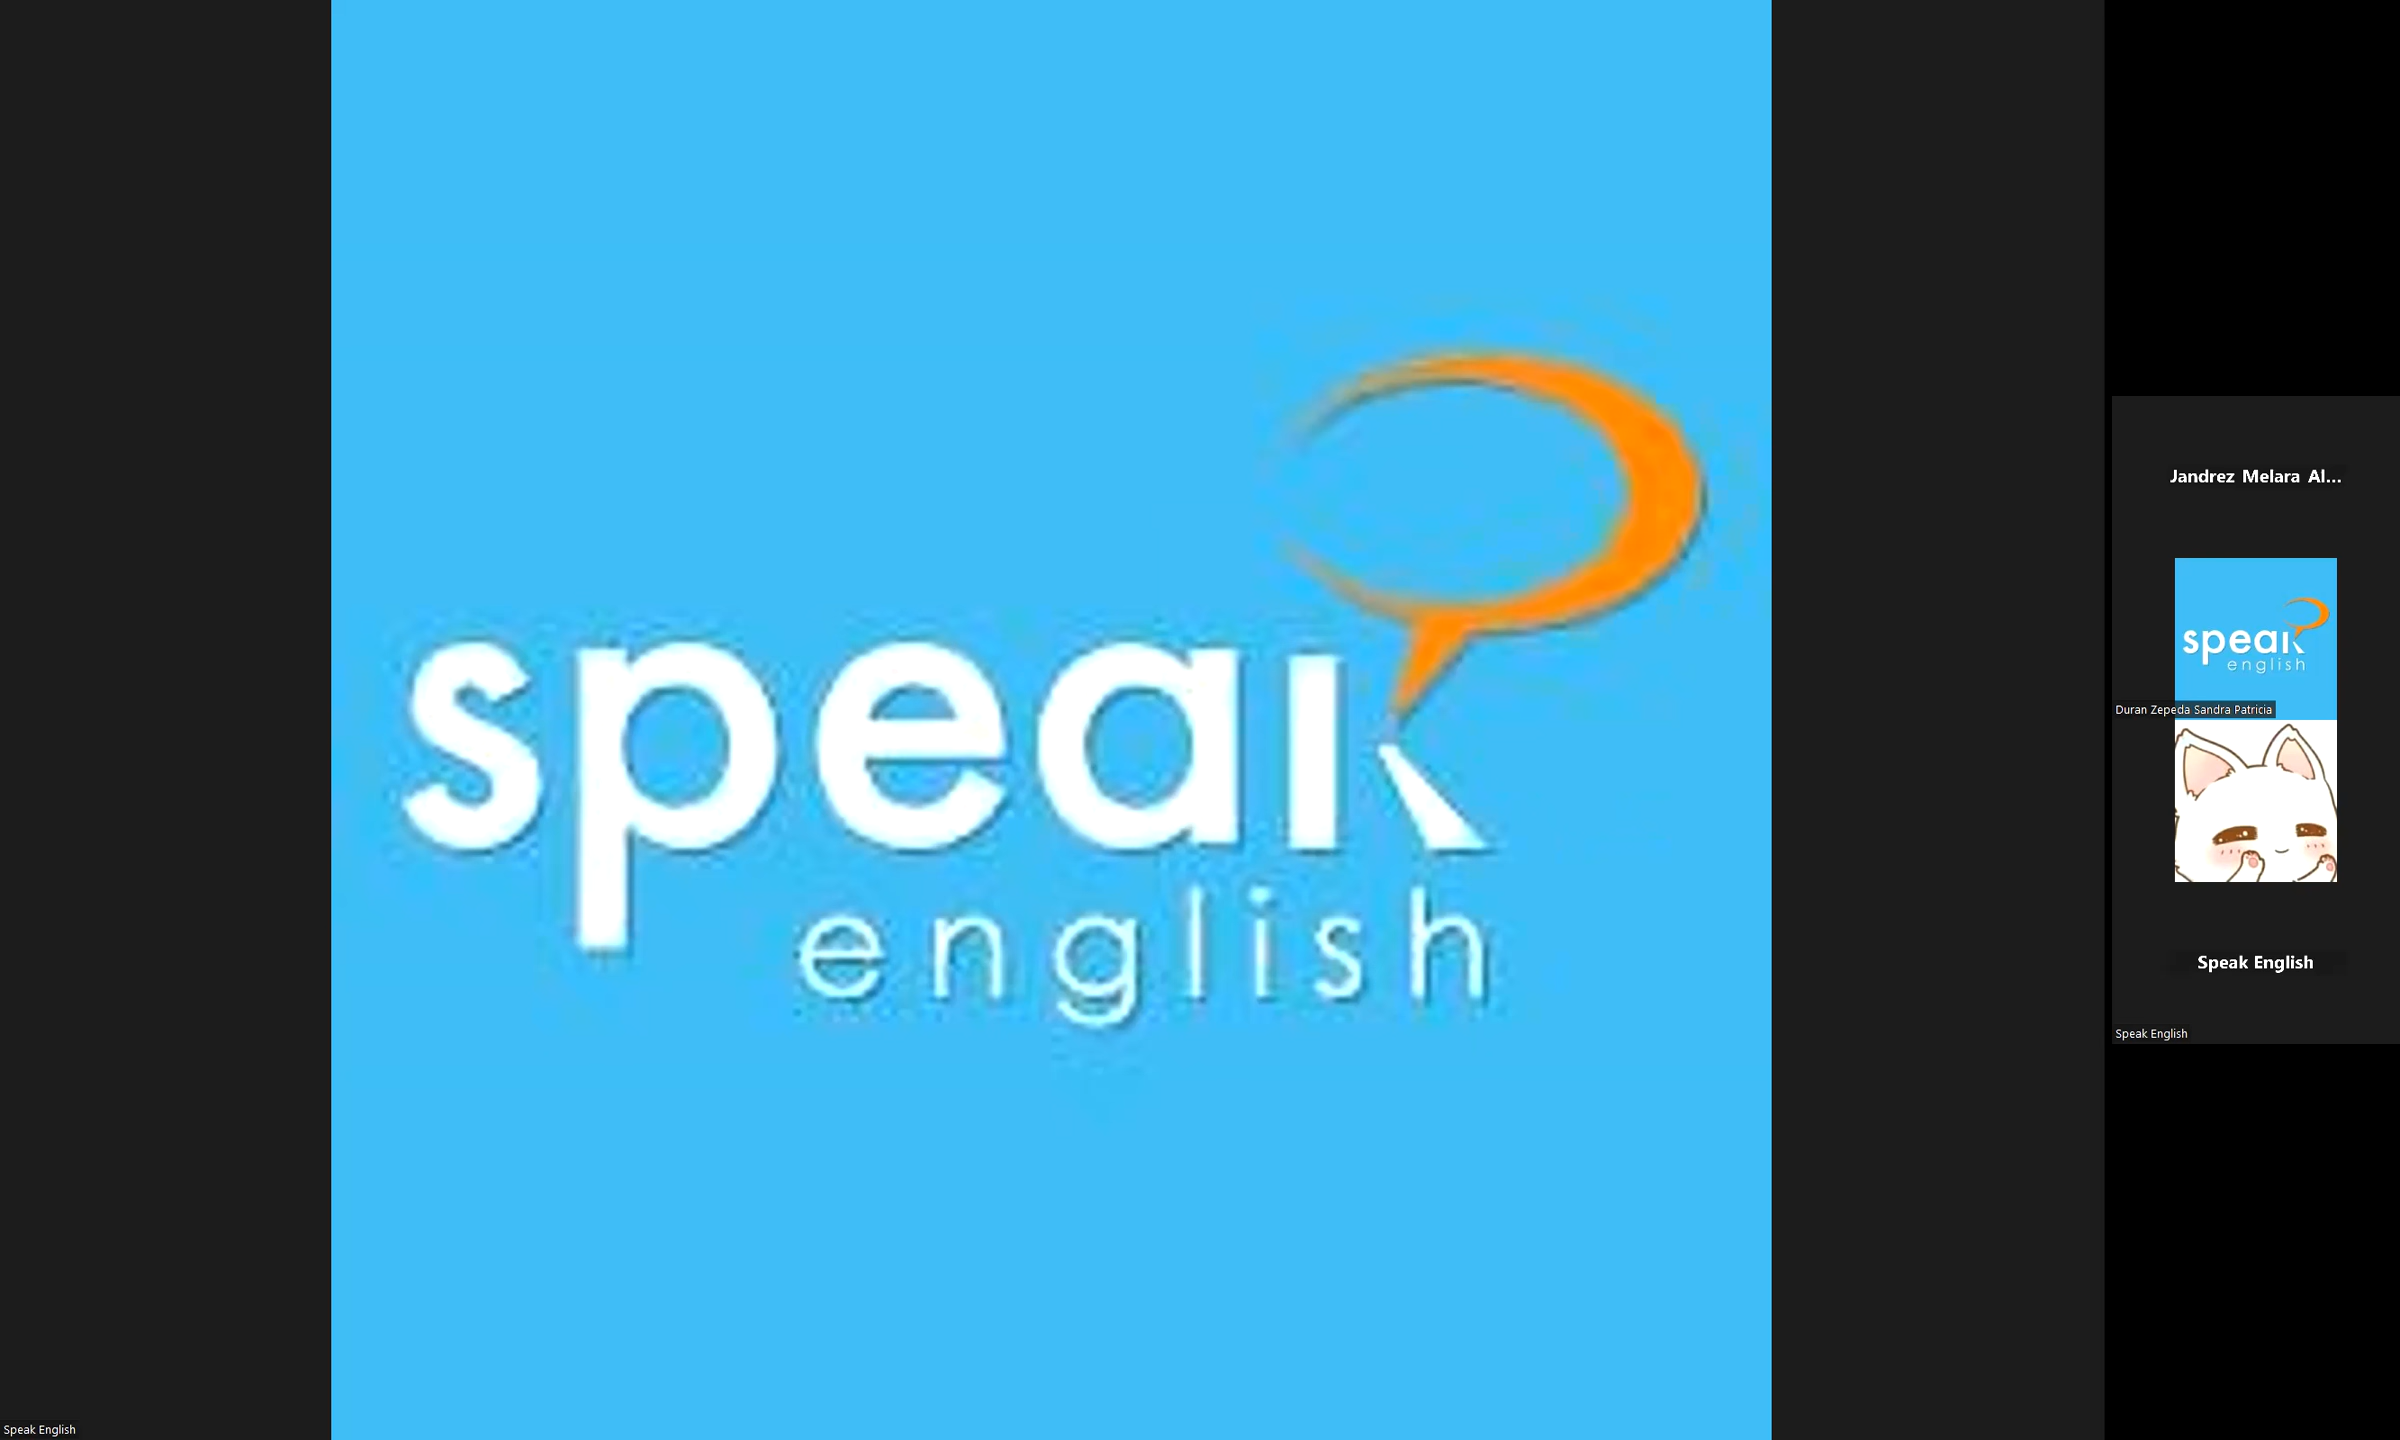 speak
english
Speak English
Jandrez Melara Al...
speak
english
Duran Zepeda Sandra Patricia
Speak English
Speak English